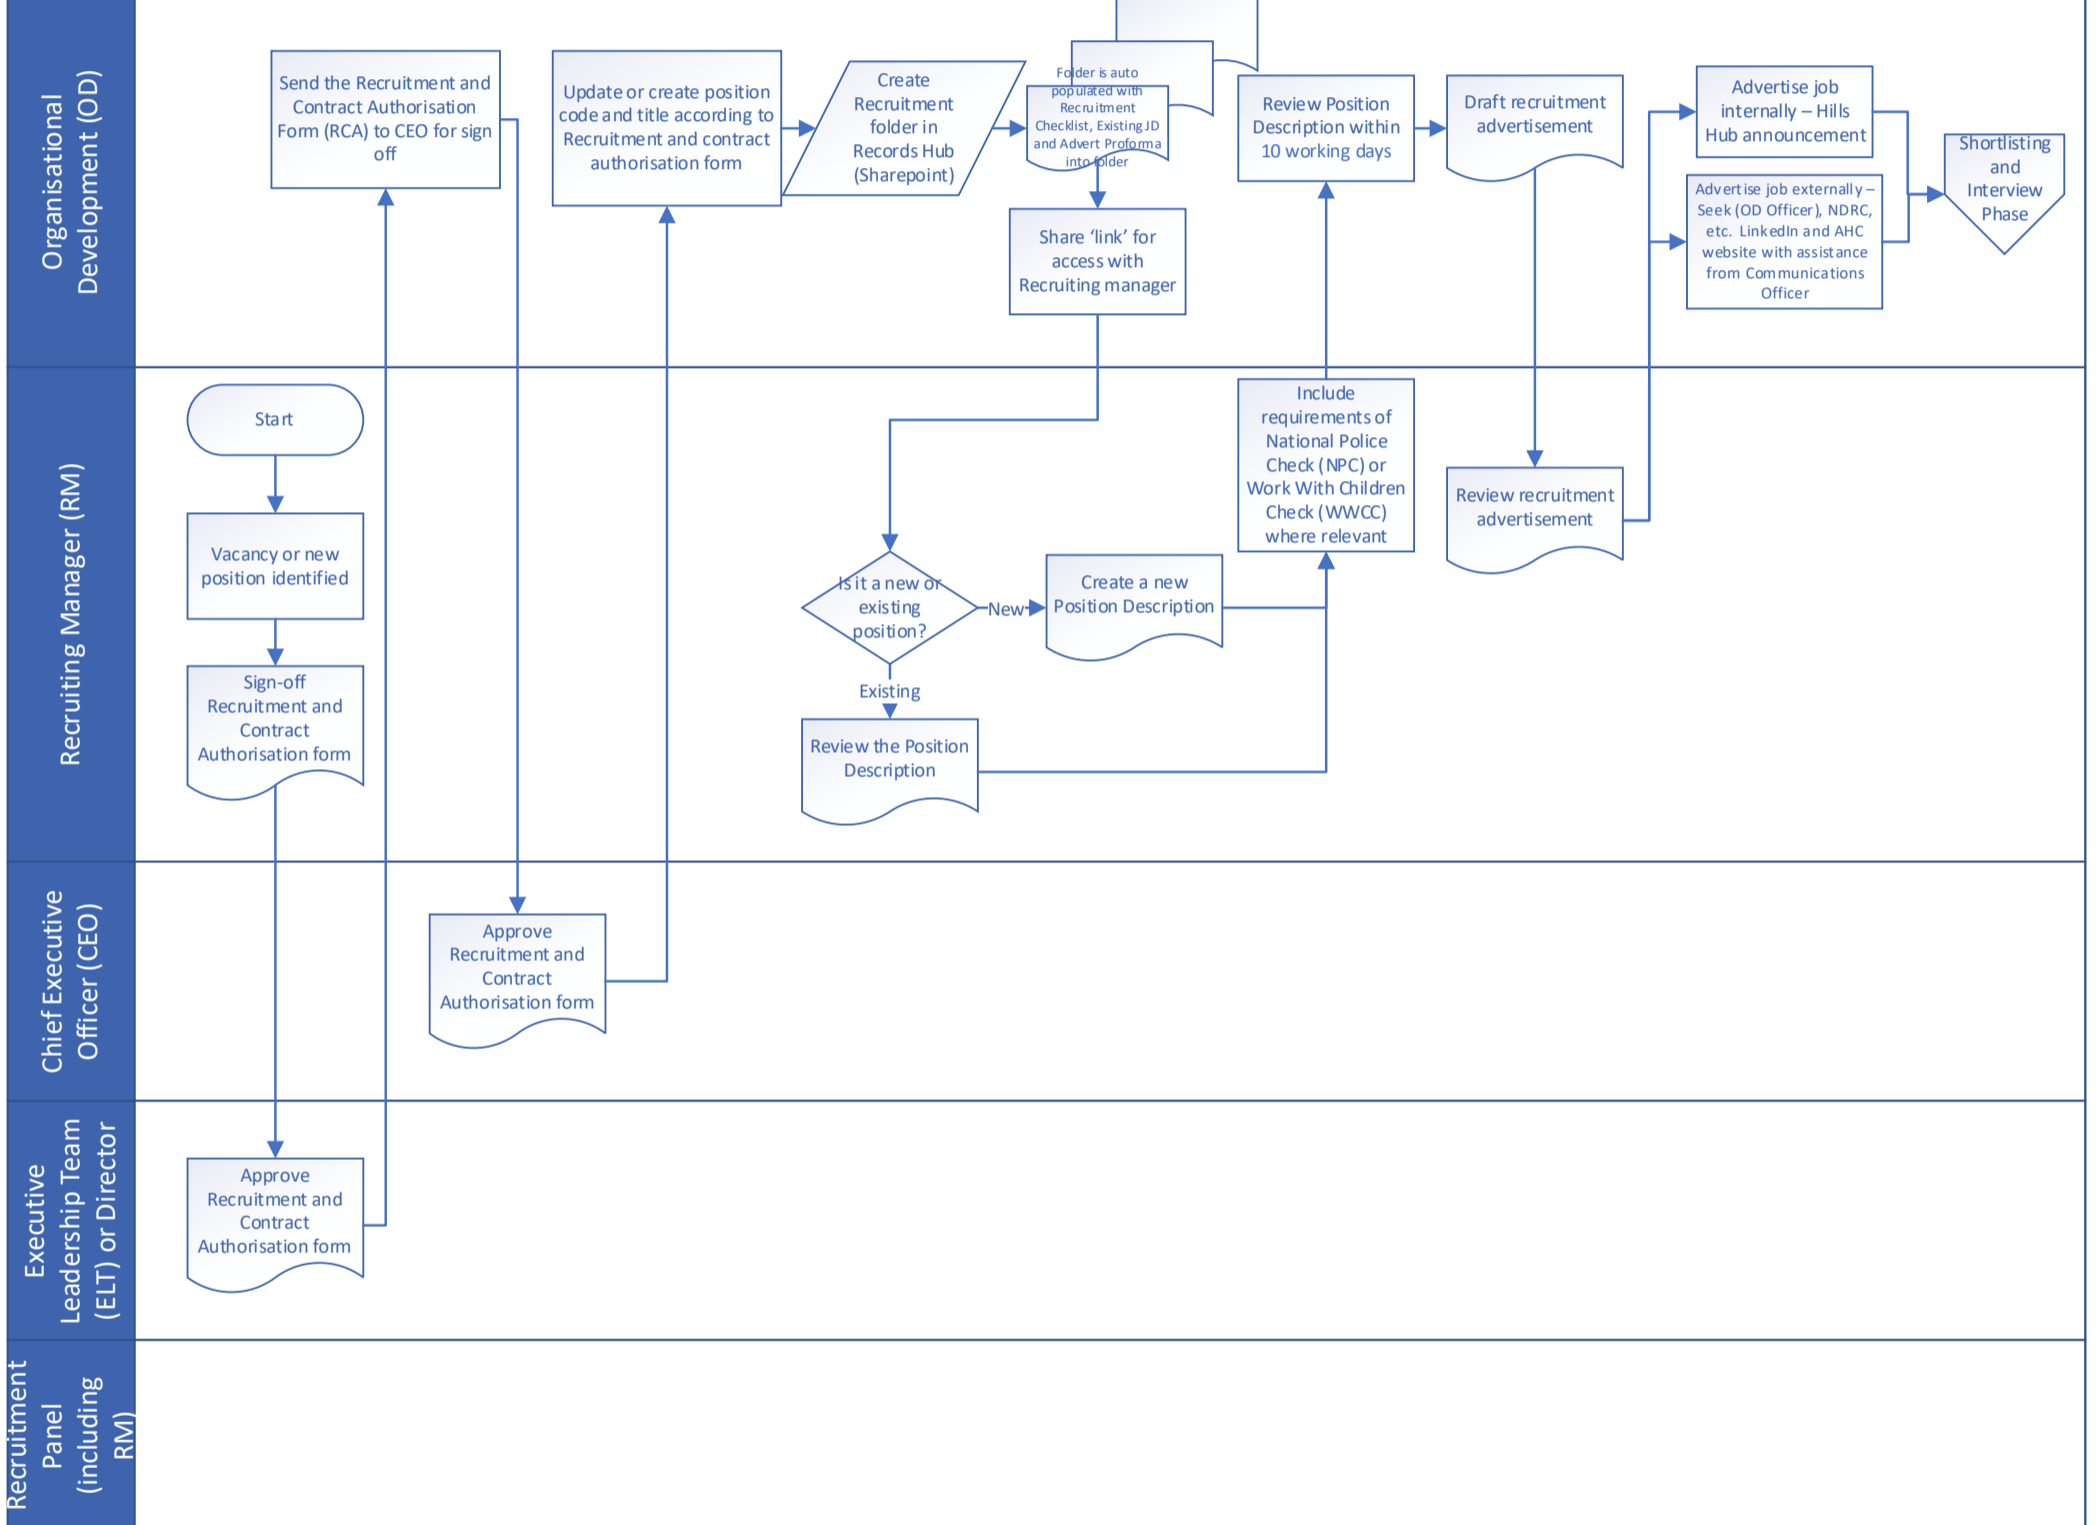 Organisational
Development (OD)
Send the Recruitment and
Contract Authorisation
Form (RCA) to CEO for sign
off
Update or create position
code and title according to
Recruitment and contract
authorisation form
Create
Recruitment
folder in
Records Hub
(Sharepoint)
Folder is auto
populated with
Recruitment
Checklist, Existing JD
and Advert Proforma
into folder
Share ‘link’ for
access with
Recruiting manager
Review Position
Description within
10 working days
Draft recruitment
advertisement
Advertise job
internally – Hills
Hub announcement
Advertise job externally –
Seek (OD Officer), NDRC,
etc. LinkedIn and AHC
website with assistance
from Communications
Officer
Shortlisting
and
Interview
Phase
Recruiting Manager (RM)
Start
Vacancy or new
position identified
Sign-off
Recruitment and
Contract
Authorisation form
Is it a new or
existing
position?
New
Create a new
Position Description
Existing
Review the Position
Description
Include
requirements of
National Police
Check (NPC) or
Work With Children
Check (WWCC)
where relevant
Review recruitment
advertisement
Chief Executive
Officer (CEO)
Approve
Recruitment and
Contract
Authorisation form
Executive
Leadership Team
(ELT) or Director
Approve
Recruitment and
Contract
Authorisation form
Recruitment
Panel
(including
RM)